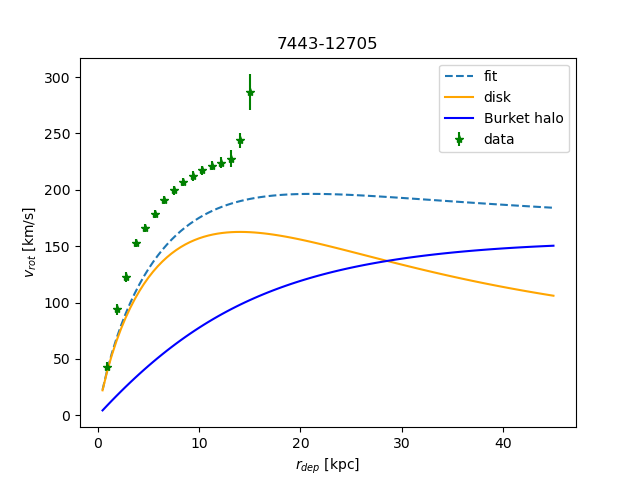 7443-12705
300
250
200
150
100
50
0
v_rot [km/s]
fit
disk
Burket halo
data
0 10 20 30 40
r_dep [kpc]